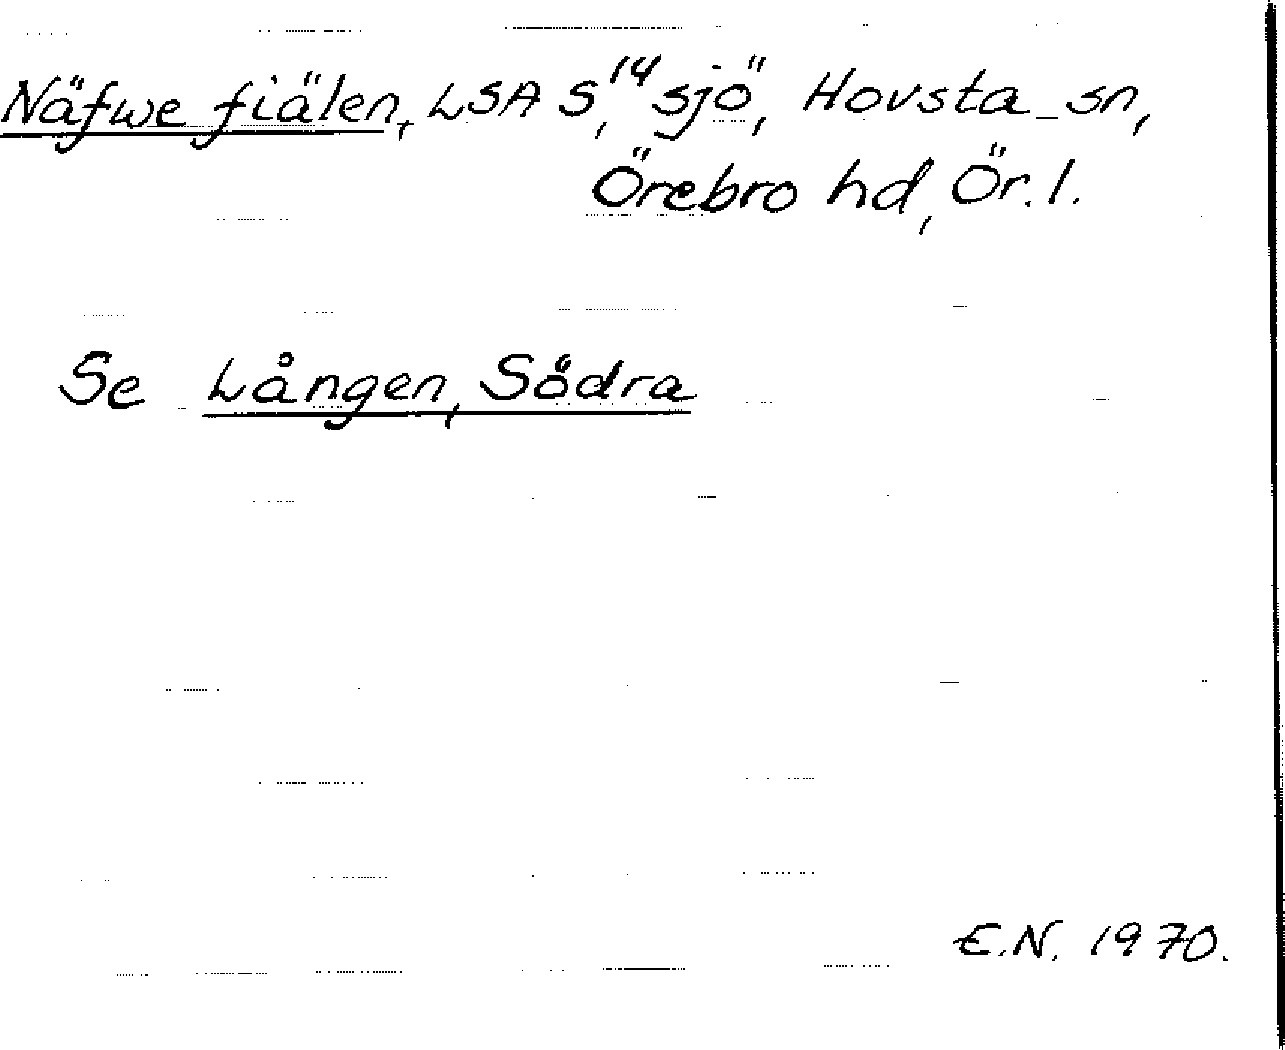 Näfwe fiälen, LSA S,¹⁴ sjö, Hovsta sn,
Örebro hd, Ör. l.
Se Lången, Södra
E.N. 1970.